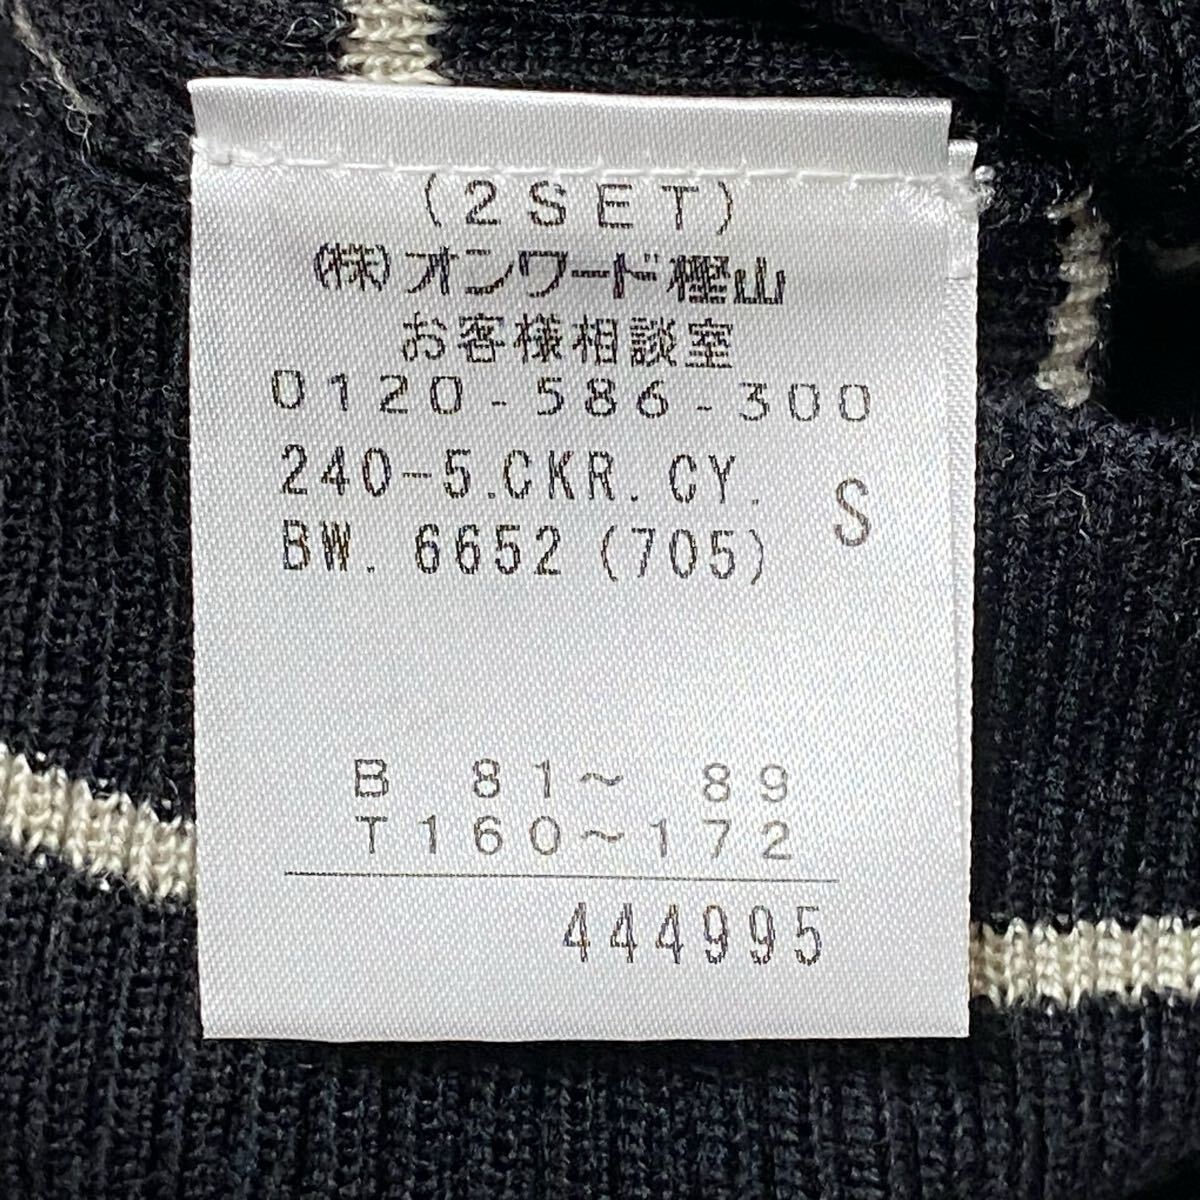 (2SET)
(株)オンワード樫山
お客様相談室
0120-586-300
240-5.CKR.CY.
S
BW. 6652 (705)
B 81～ 89
T160～172
444995